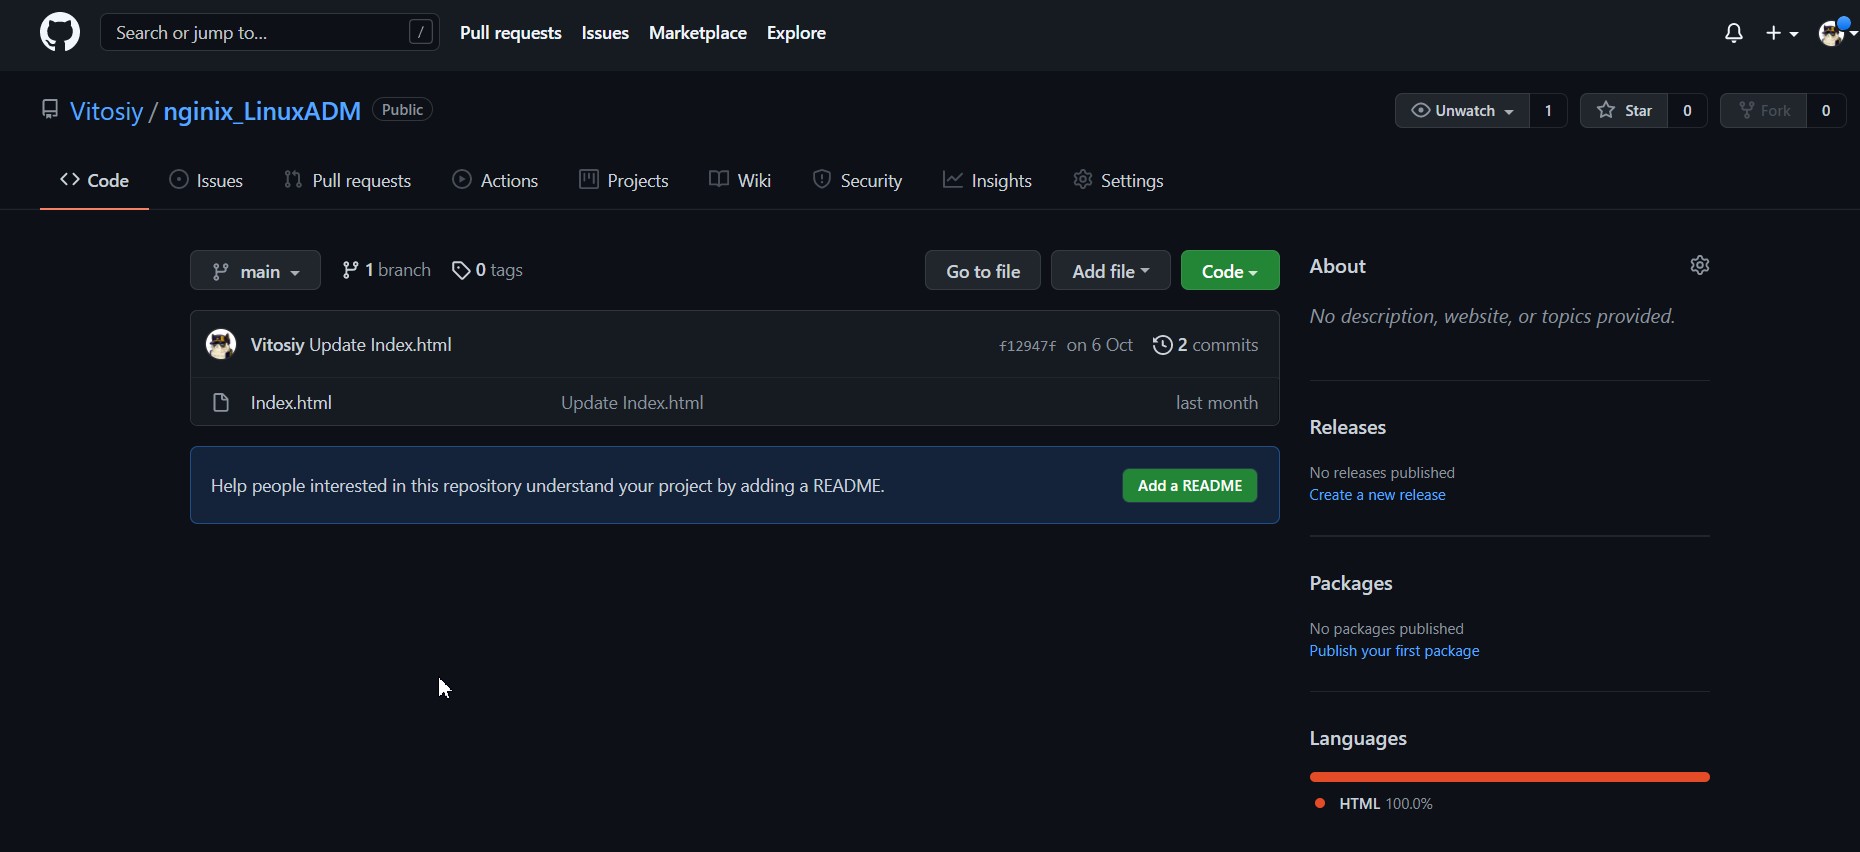 Search or jump to... /
Pull requests Issues Marketplace Explore
Vitosiy / nginix_LinuxADM Public
Unwatch 1 Star 0 Fork 0
Code Issues Pull requests Actions Projects Wiki Security Insights Settings
main 1 branch 0 tags Go to file Add file Code
Vitosiy Update Index.html f12947f on 6 Oct 2 commits
Index.html Update Index.html last month
Help people interested in this repository understand your project by adding a README. Add a README
About
No description, website, or topics provided.
Releases
No releases published
Create a new release
Packages
No packages published
Publish your first package
Languages
HTML 100.0%